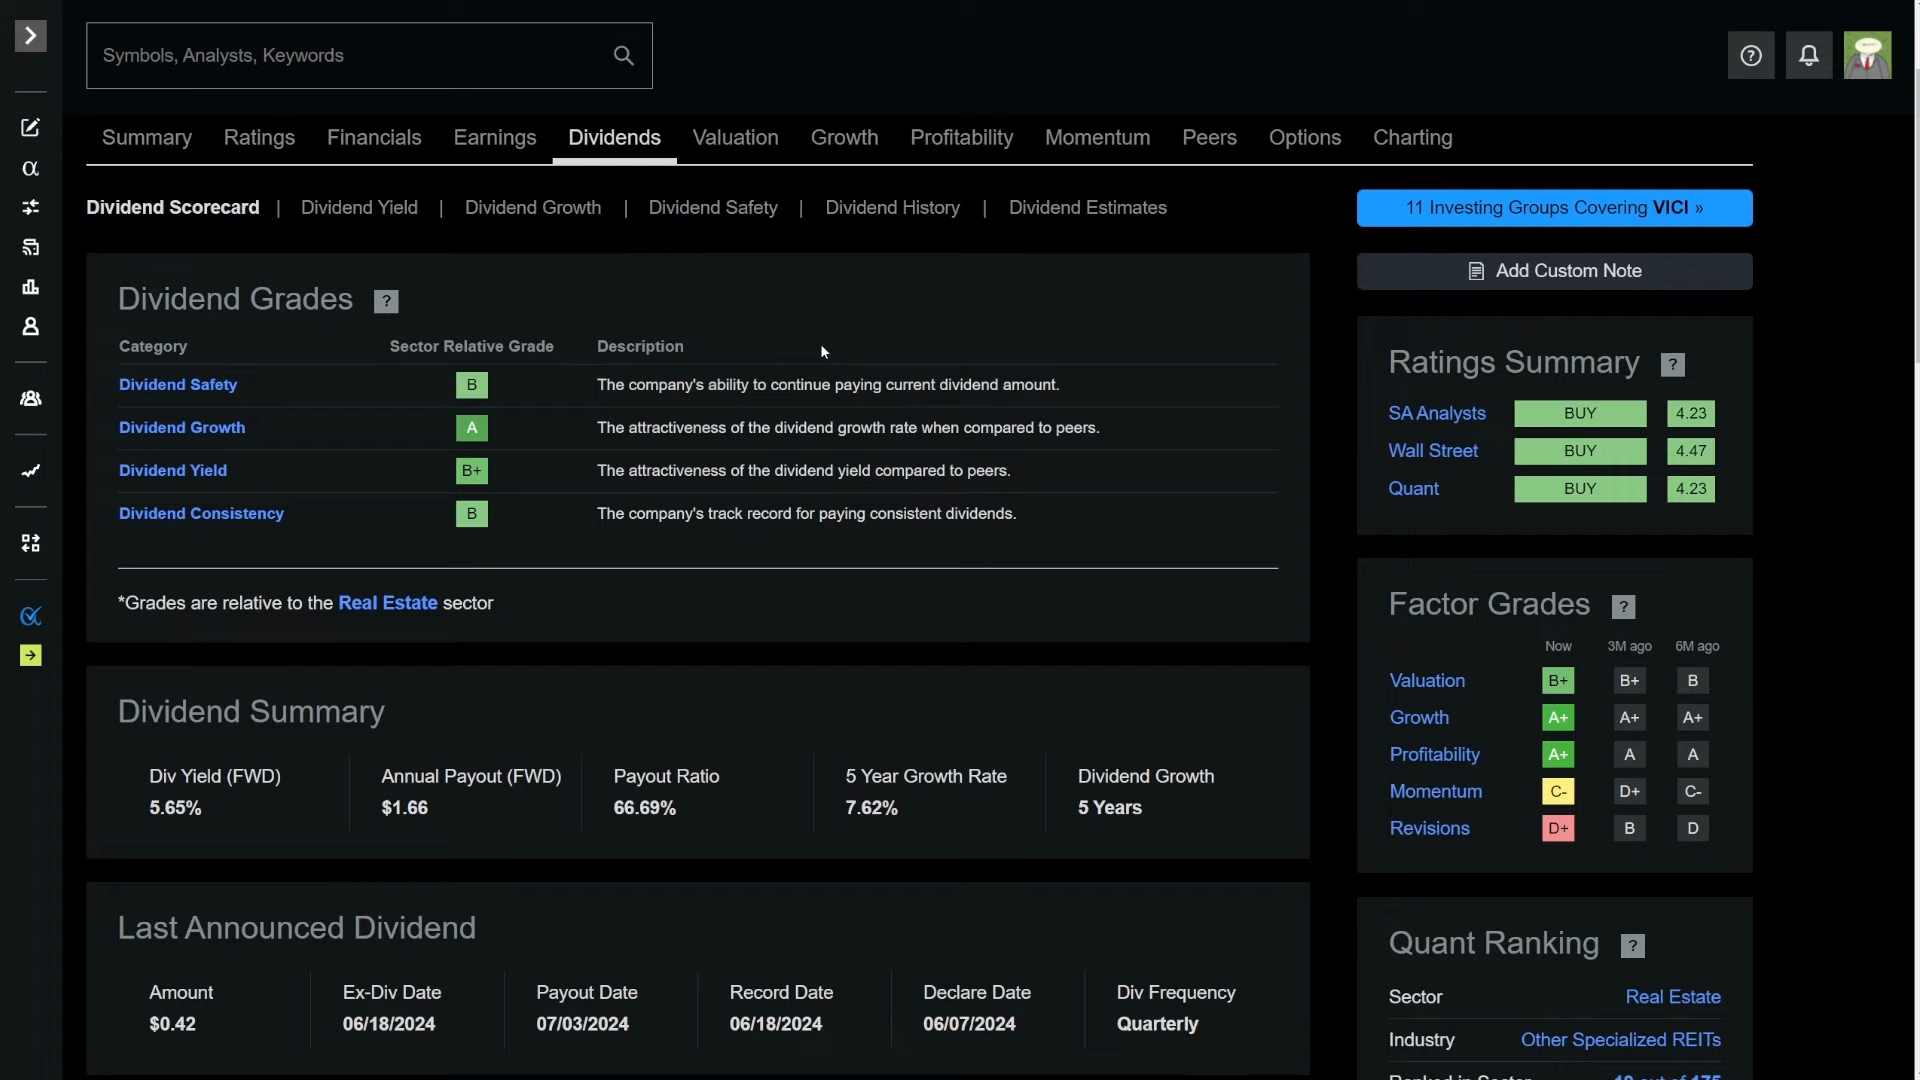 Symbols, Analysts, Keywords
Summary Ratings Financials Earnings Dividends Valuation Growth Profitability Momentum Peers Options Charting
Dividend Scorecard | Dividend Yield | Dividend Growth | Dividend Safety | Dividend History | Dividend Estimates
11 Investing Groups Covering VICI »
Add Custom Note
Dividend Grades ?
Category Sector Relative Grade Description
Dividend Safety B The company's ability to continue paying current dividend amount.
Dividend Growth A The attractiveness of the dividend growth rate when compared to peers.
Dividend Yield B+ The attractiveness of the dividend yield compared to peers.
Dividend Consistency B The company's track record for paying consistent dividends.
*Grades are relative to the Real Estate sector
Dividend Summary
Div Yield (FWD) Annual Payout (FWD) Payout Ratio 5 Year Growth Rate Dividend Growth
5.65% $1.66 66.69% 7.62% 5 Years
Last Announced Dividend
Amount Ex-Div Date Payout Date Record Date Declare Date Div Frequency
$0.42 06/18/2024 07/03/2024 06/18/2024 06/07/2024 Quarterly
Ratings Summary ?
SA Analysts BUY 4.23
Wall Street BUY 4.47
Quant BUY 4.23
Factor Grades ?
Now 3M ago 6M ago
Valuation B+ B+ B
Growth A+ A+ A+
Profitability A+ A A
Momentum C- D+ C-
Revisions D+ B D
Quant Ranking ?
Sector Real Estate
Industry Other Specialized REITs